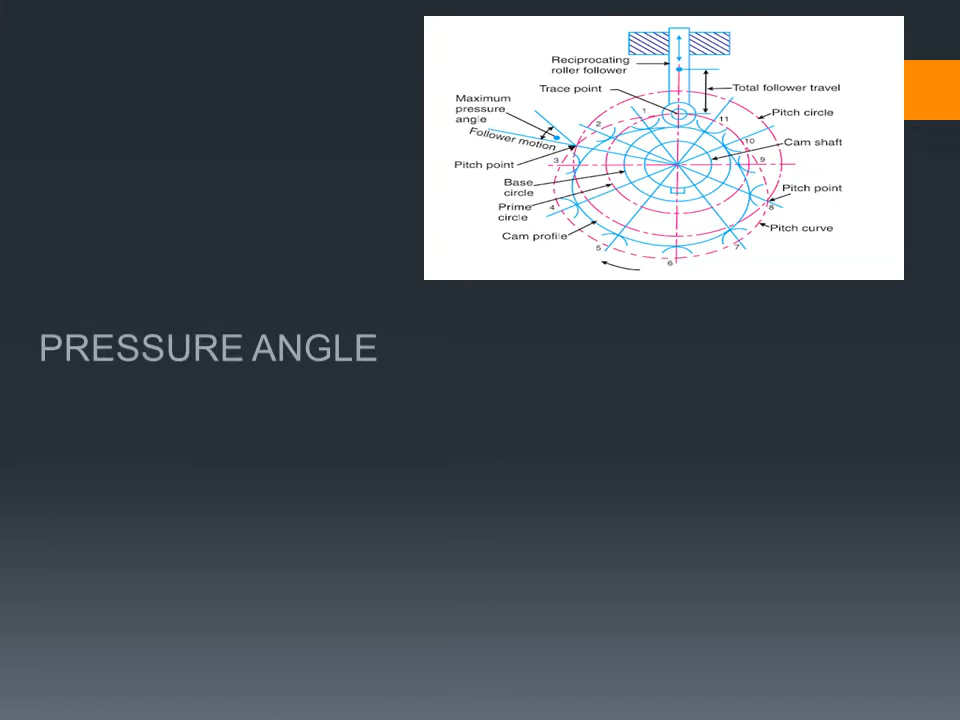 Reciprocating
roller follower
Trace point
Total follower travel
Maximum
pressure
angle
Pitch circle
Follower motion
Cam shaft
Pitch point
Base
circle
Pitch point
Prime
circle
Cam profile
Pitch curve
1
2
3
4
5
6
7
8
9
10
11
PRESSURE ANGLE